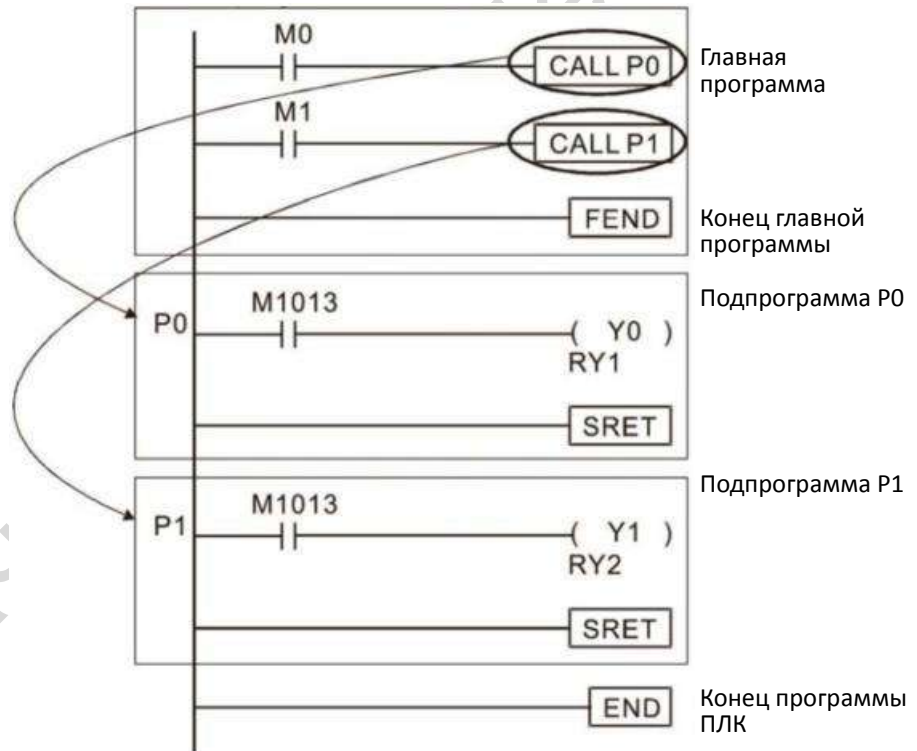 M0
CALL P0
Главная
программа
M1
CALL P1
FEND
Конец главной
программы
Подпрограмма P0
P0
M1013
( Y0 )
RY1
SRET
Подпрограмма P1
P1
M1013
( Y1 )
RY2
SRET
END
Конец программы
ПЛК